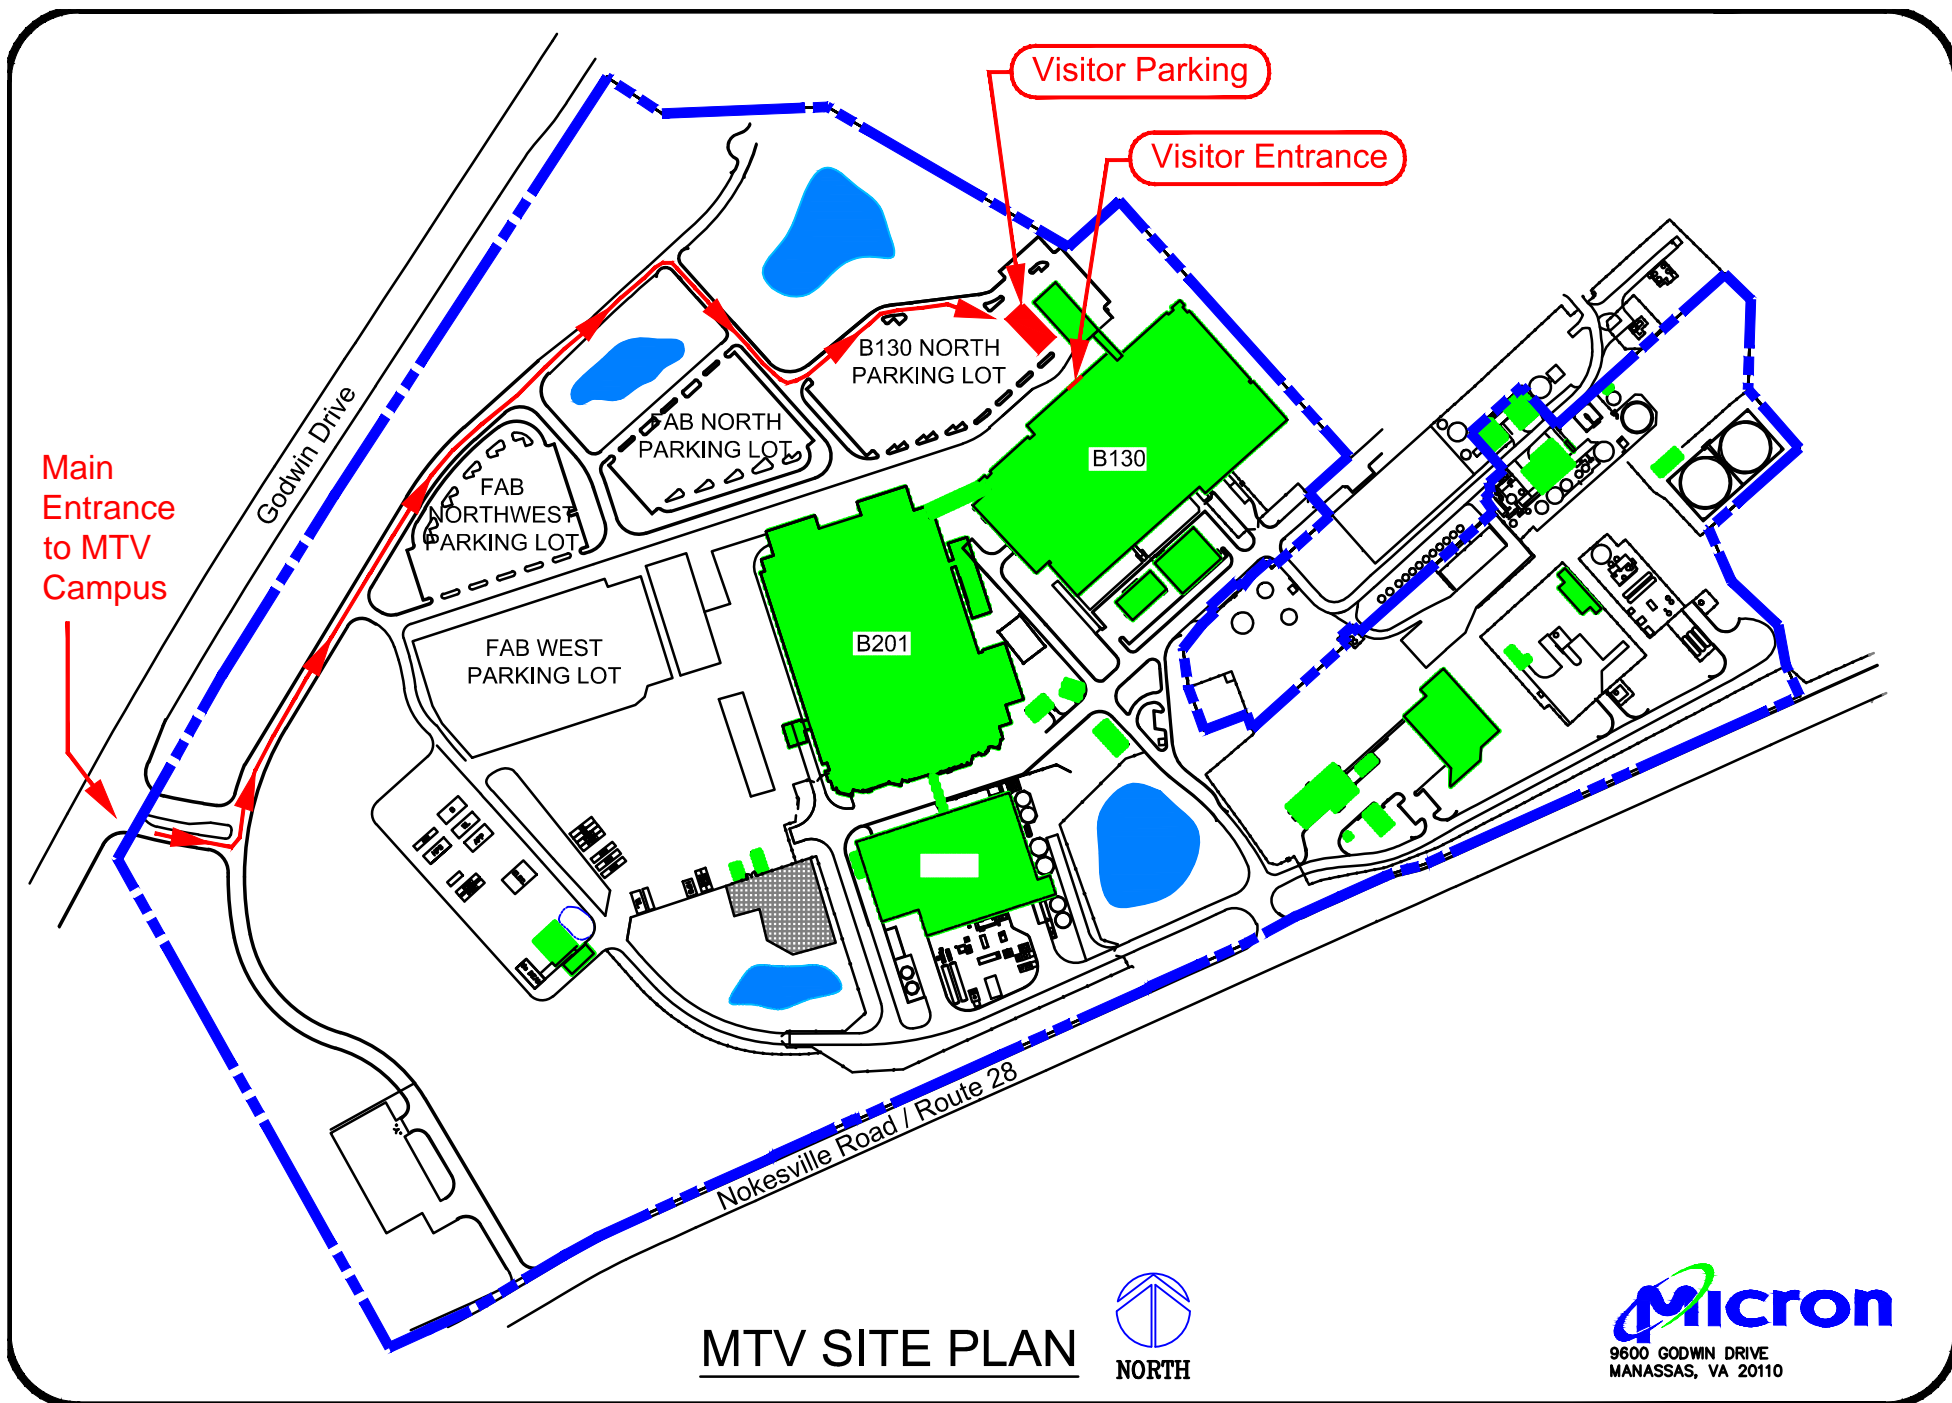 Visitor Parking
Visitor Entrance
Godwin Drive
Main
Entrance
to MTV
Campus
B130 NORTH
PARKING LOT
FAB NORTH
PARKING LOT
FAB
NORTHWEST
PARKING LOT
B130
FAB WEST
PARKING LOT
B201
Nokesville Road / Route 28
MTV SITE PLAN
NORTH
Micron
9600 GODWIN DRIVE
MANASSAS, VA 20110